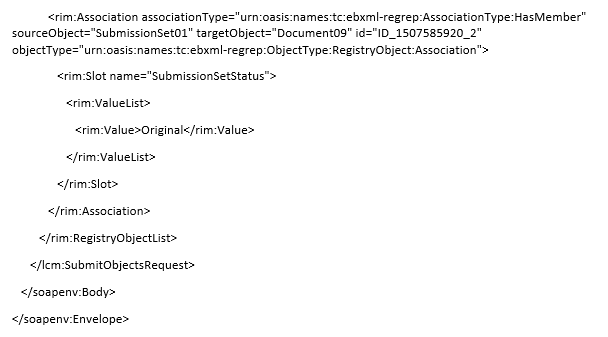 <rim:Association associationType="urn:oasis:names:tc:ebxml-regrep:AssociationType:HasMember"
sourceObject="SubmissionSet01" targetObject="Document09" id="ID_1507585920_2"
objectType="urn:oasis:names:tc:ebxml-regrep:ObjectType:RegistryObject:Association">
<rim:Slot name="SubmissionSetStatus">
<rim:ValueList>
<rim:Value>Original</rim:Value>
</rim:ValueList>
</rim:Slot>
</rim:Association>
</rim:RegistryObjectList>
</lcm:SubmitObjectsRequest>
</soapenv:Body>
</soapenv:Envelope>